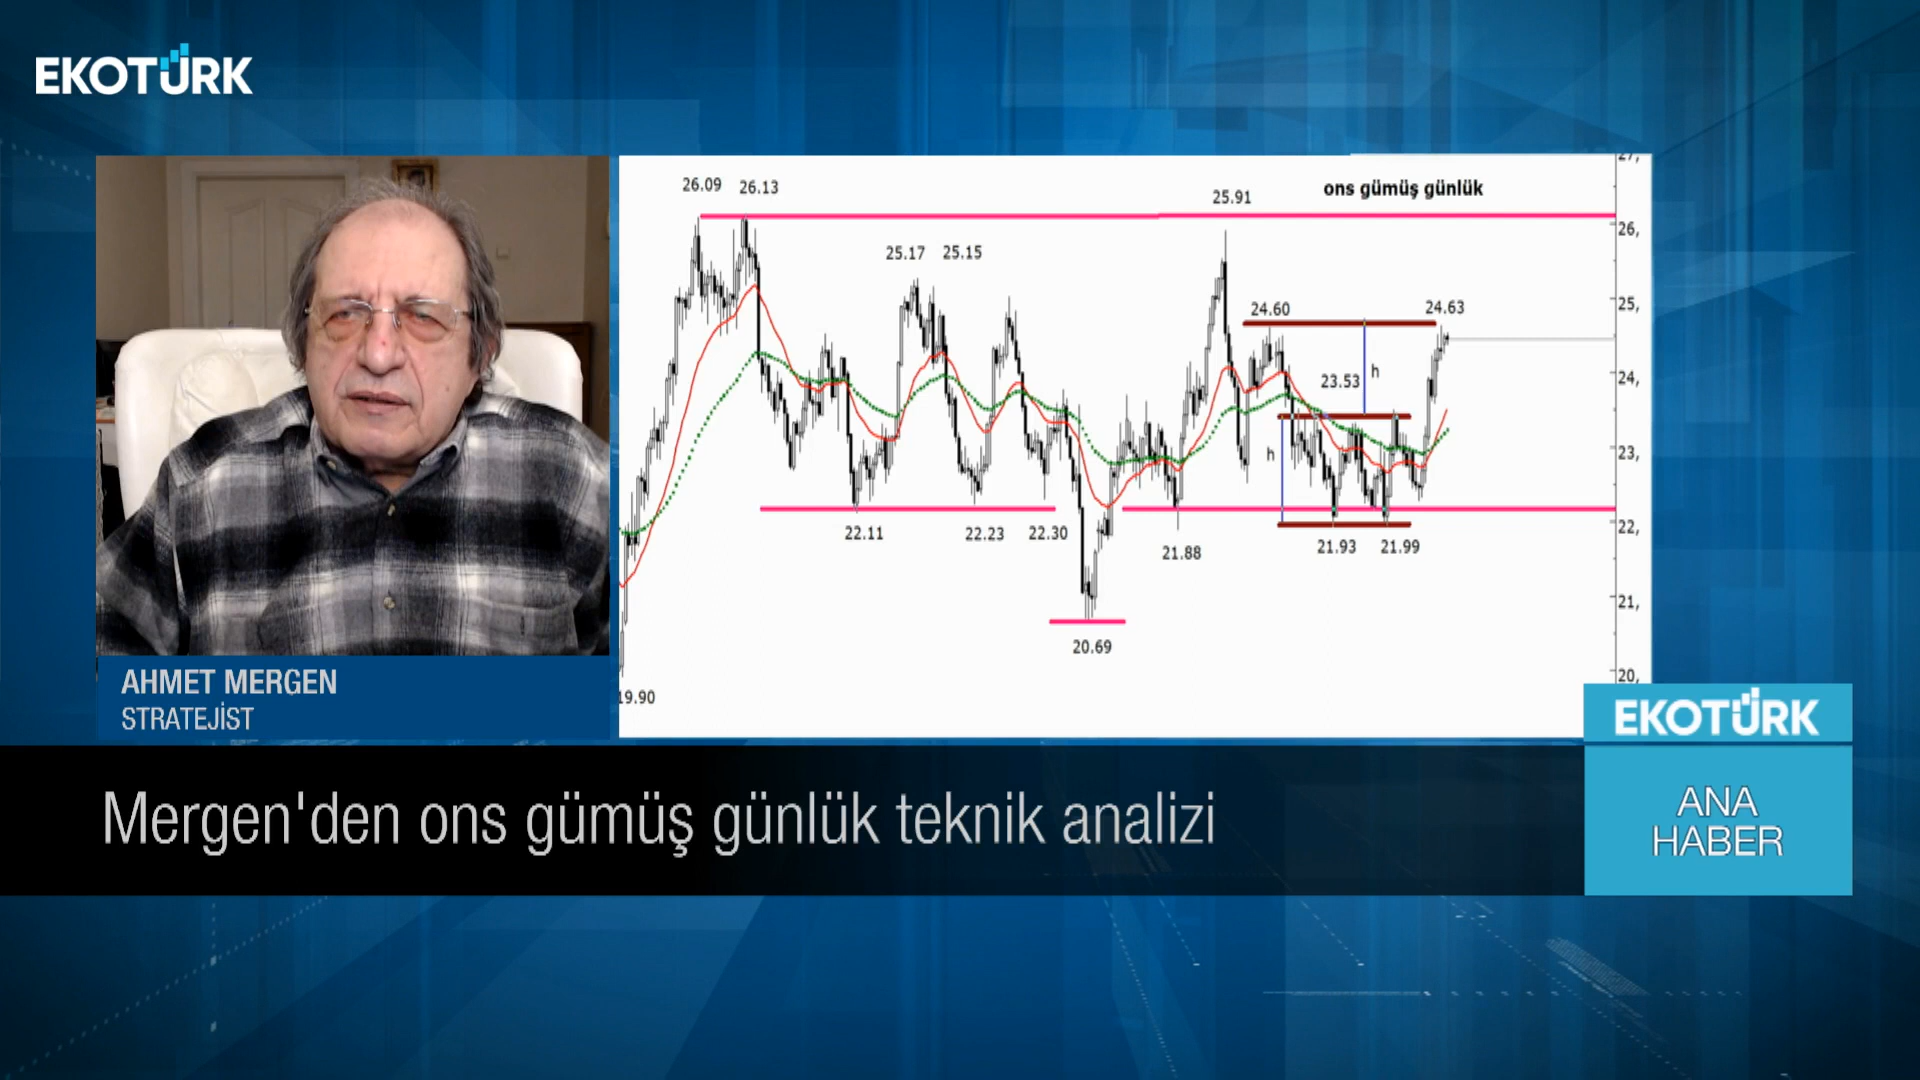 EKOTÜRK
26.09
26.13
25.91
ons gümüş günlük
25.17
25.15
24.60
24.63
23.53
h
h
22.11
22.23
22.30
21.88
21.93
21.99
20.69
19.90
27,
26,
25,
24,
23,
22,
21,
20,
AHMET MERGEN
STRATEJİST
EKOTÜRK
Mergen'den ons gümüş günlük teknik analizi
ANA
HABER